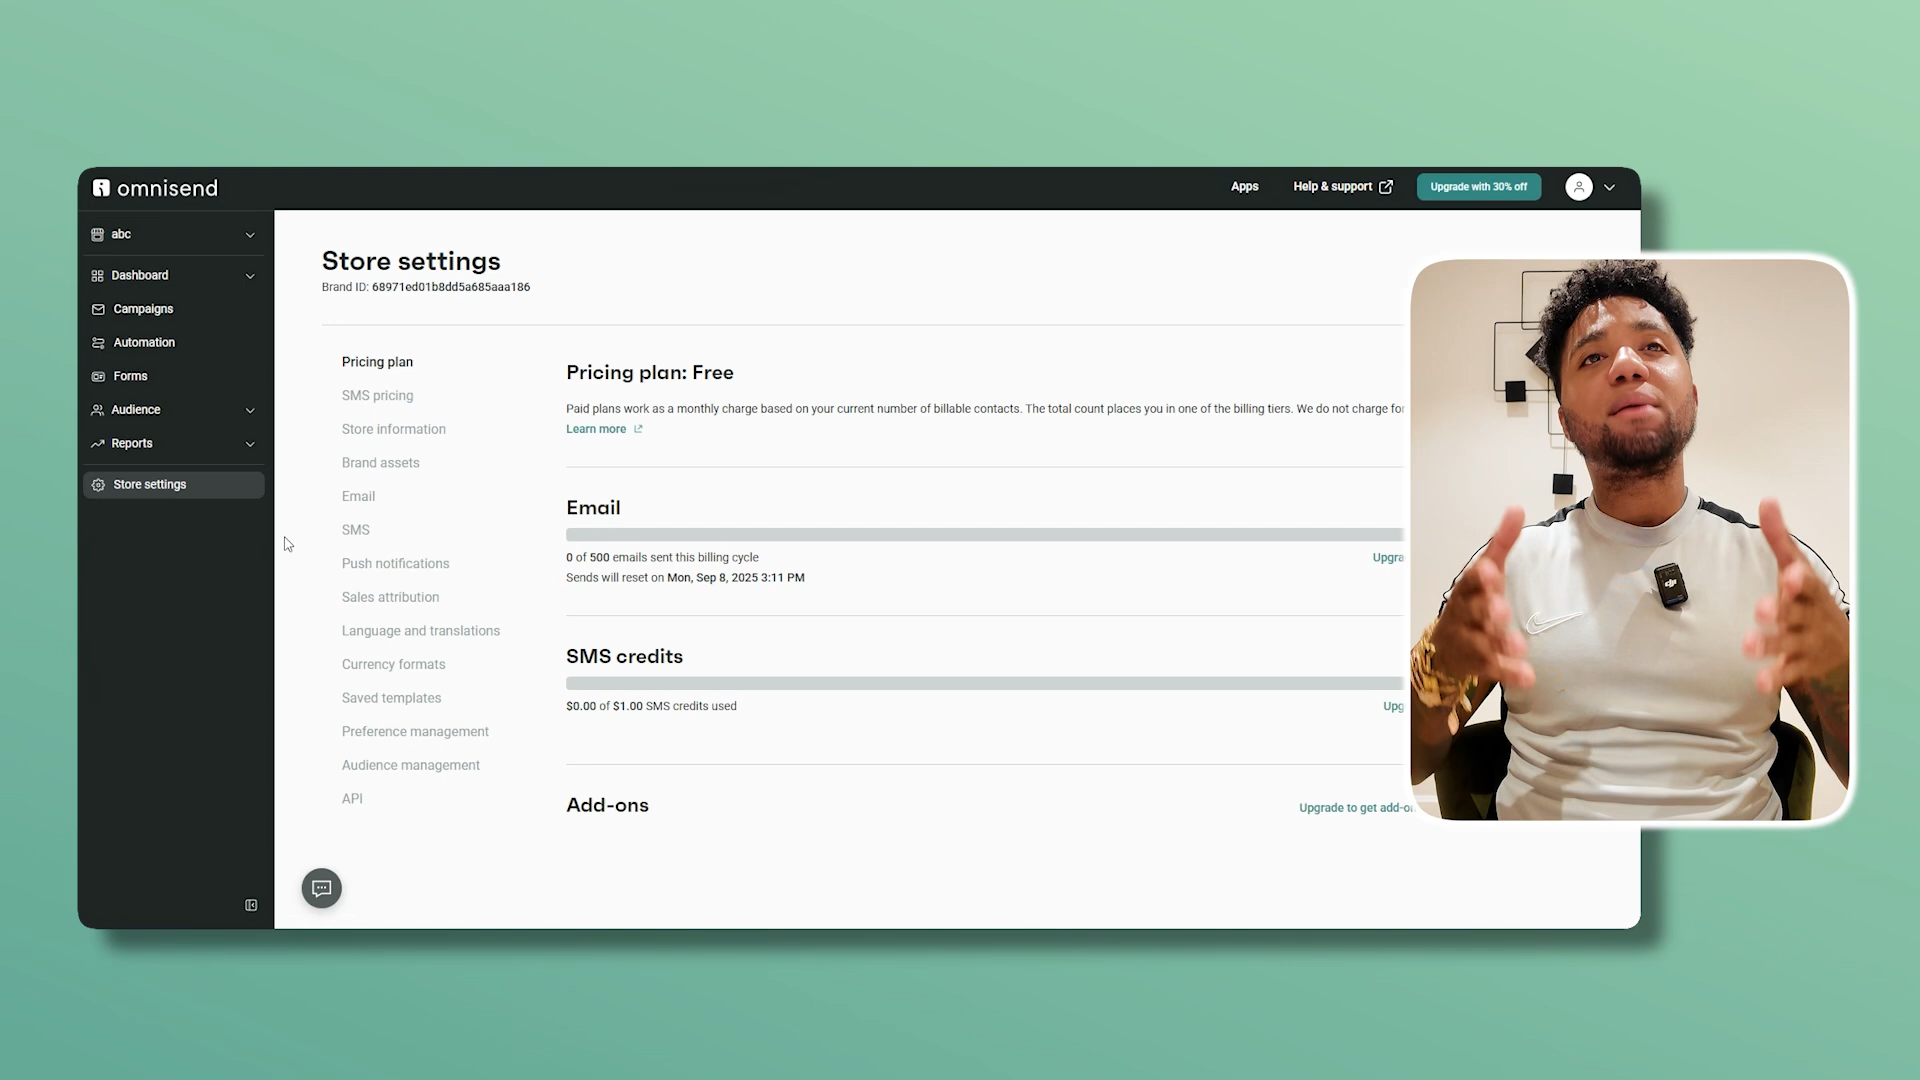 omnisend
Apps
Help & support
Upgrade with 30% off
abc
Dashboard
Campaigns
Automation
Forms
Audience
Reports
Store settings
Store settings
Brand ID: 68971ed01b8dd5a685aaa186
Pricing plan
SMS pricing
Store information
Brand assets
Email
SMS
Push notifications
Sales attribution
Language and translations
Currency formats
Saved templates
Preference management
Audience management
API
Pricing plan: Free
Paid plans work as a monthly charge based on your current number of billable contacts. The total count places you in one of the billing tiers. We do not charge for
Learn more
Email
0 of 500 emails sent this billing cycle
Upgra
Sends will reset on Mon, Sep 8, 2025 3:11 PM
SMS credits
$0.00 of $1.00 SMS credits used
Upg
Add-ons
Upgrade to get add-o
dji